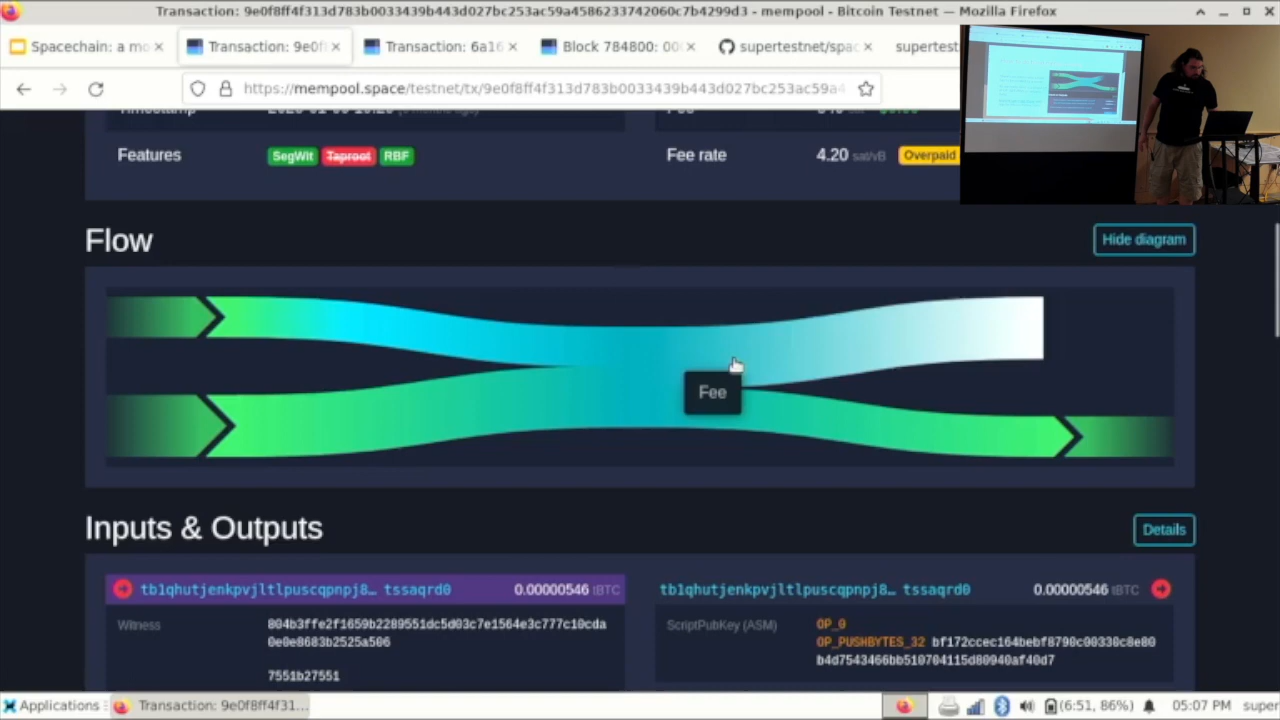 Transaction: 9e0f8ff4f313d783b0033439b443d027bc253ac59a4586233742060c7b4299d3 - mempool - Bitcoin Testnet — Mozilla Firefox
Spacechain: a mo
Transaction: 9e0f
Transaction: 6a16
Block 784800: 00
supertestnet/spac
supertest
https://mempool.space/testnet/tx/9e0f8ff4f313d783b0033439b443d027bc253ac59a4
Features
SegWit Taproot RBF
Fee rate
4.20 sat/vB Overpaid
Flow
Hide diagram
Fee
Inputs & Outputs
Details
tb1qhutjenkpvjltlpuscqpnpj8… tssaqrd0 0.00000546 tBTC
tb1qhutjenkpvjltlpuscqpnpj8… tssaqrd0 0.00000546 tBTC
Witness
804b3ffe2f1659b2289551dc5d03c7e1564e3c777c10cda
0e0e8683b2525a506
7551b27551
ScriptPubKey (ASM)
OP_0
OP_PUSHBYTES_32 bf172ccec164bebf8790c00330c8e80
b4d7543466bb510704115d80940af40d7
Applications
Transaction: 9e0f8ff4f31...
(6:51, 86%)
05:07 PM
super